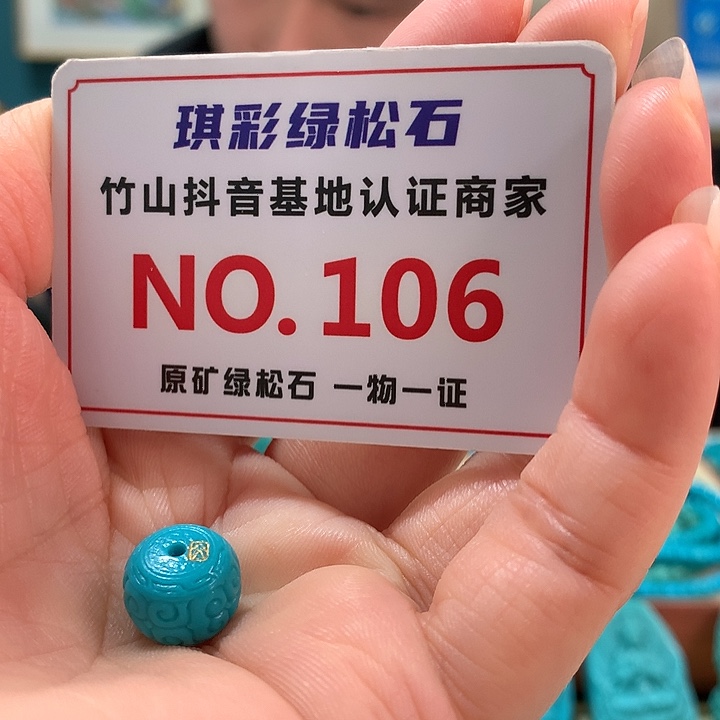 琪彩绿松石
竹山抖音基地认证商家
NO.106
原矿绿松石 一物一证